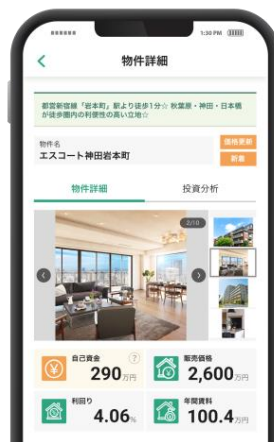 1:30 PM
物件詳細
都営新宿線「岩本町」駅より徒歩1分☆ 秋葉原・神田・日本橋
が徒歩圏内の利便性の高い立地☆
物件名
エスコート神田岩本町
価格更新
新着
物件詳細
投資分析
2/10
自己資金
?
290万円
販売価格
2,600万円
利回り
4.06%
年間賃料
100.4万円